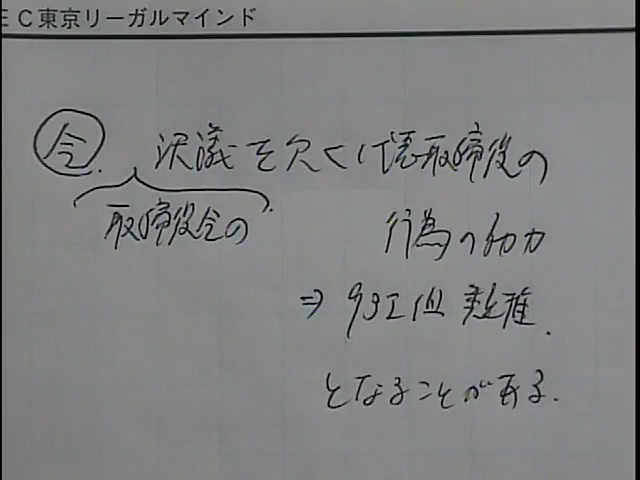 EC東京リーガルマインド
会. 決議を欠く代表取締役の
取締役会の
行為の効力
⇒ 93Ⅰ但 類推.
となることがある.